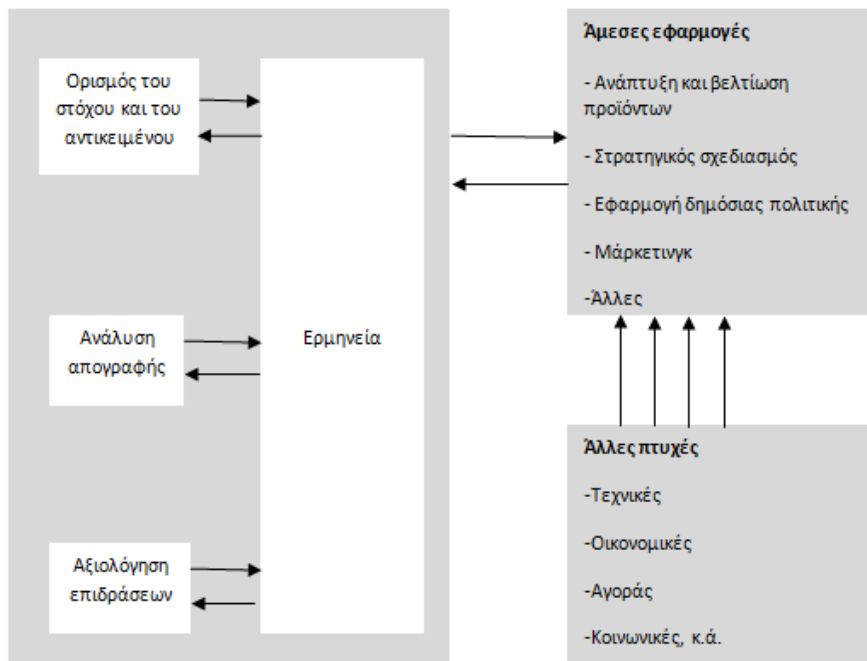 Ορισμός του
στόχου και του
αντικειμένου
Ανάλυση
απογραφής
Αξιολόγηση
επιδράσεων
Ερμηνεία
Άμεσες εφαρμογές
- Ανάπτυξη και βελτίωση
προϊόντων
- Στρατηγικός σχεδιασμός
- Εφαρμογή δημόσιας πολιτικής
- Μάρκετινγκ
-Άλλες
Άλλες πτυχές
-Τεχνικές
-Οικονομικές
-Αγοράς
-Κοινωνικές, κ.ά.